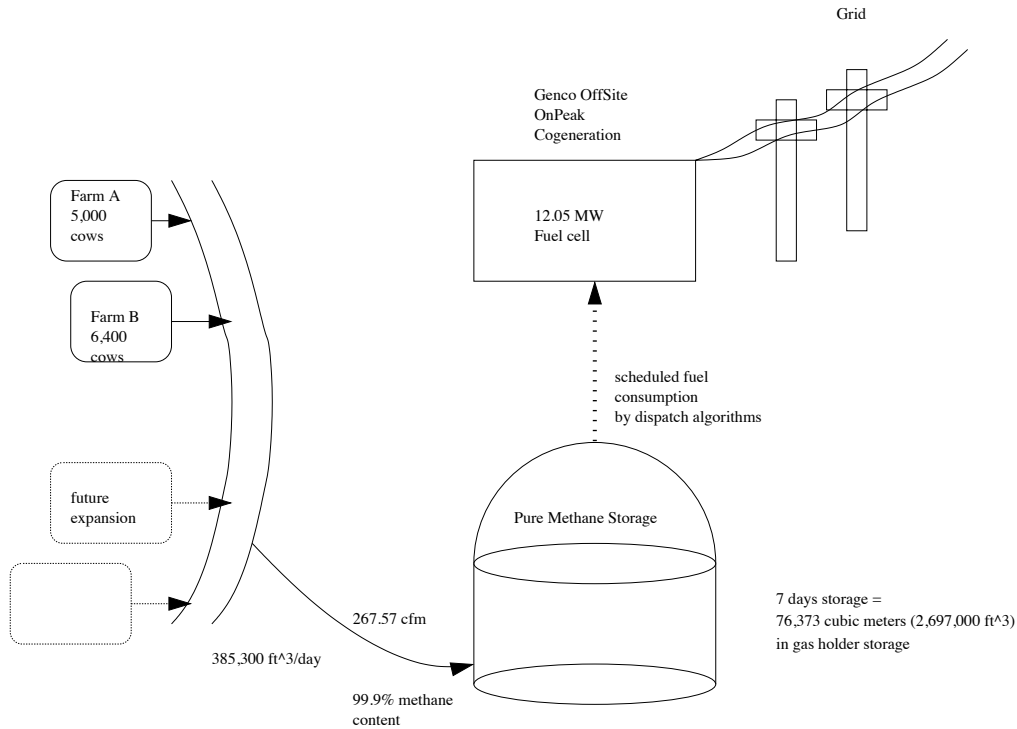 Grid
Genco OffSite
OnPeak
Cogeneration
12.05 MW
Fuel cell
Farm A
5,000
cows
Farm B
6,400
cows
scheduled fuel
consumption
by dispatch algorithms
future
expansion
Pure Methane Storage
267.57 cfm
385,300 ft^3/day
99.9% methane
content
7 days storage =
76,373 cubic meters (2,697,000 ft^3)
in gas holder storage